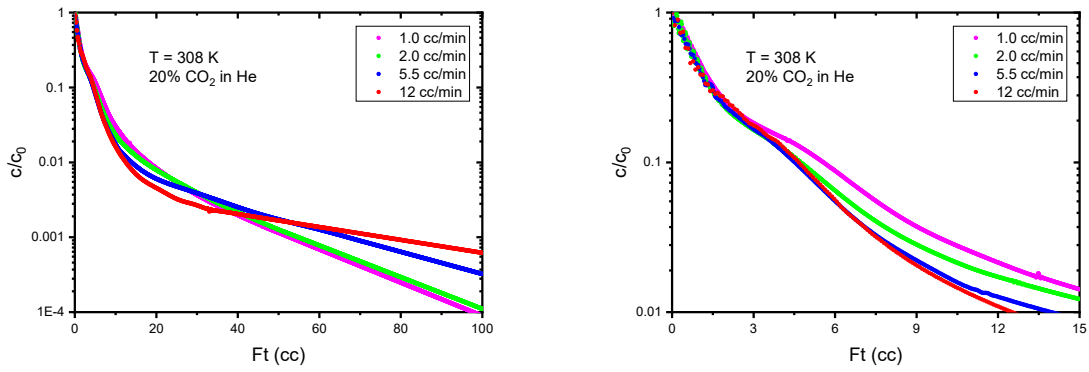 1
0.1
0.01
0.001
1E-4
c/c0
0 20 40 60 80 100
Ft (cc)
T = 308 K
20% CO2 in He
1.0 cc/min
2.0 cc/min
5.5 cc/min
12 cc/min
1
0.1
0.01
c/c0
0 3 6 9 12 15
Ft (cc)
T = 308 K
20% CO2 in He
1.0 cc/min
2.0 cc/min
5.5 cc/min
12 cc/min